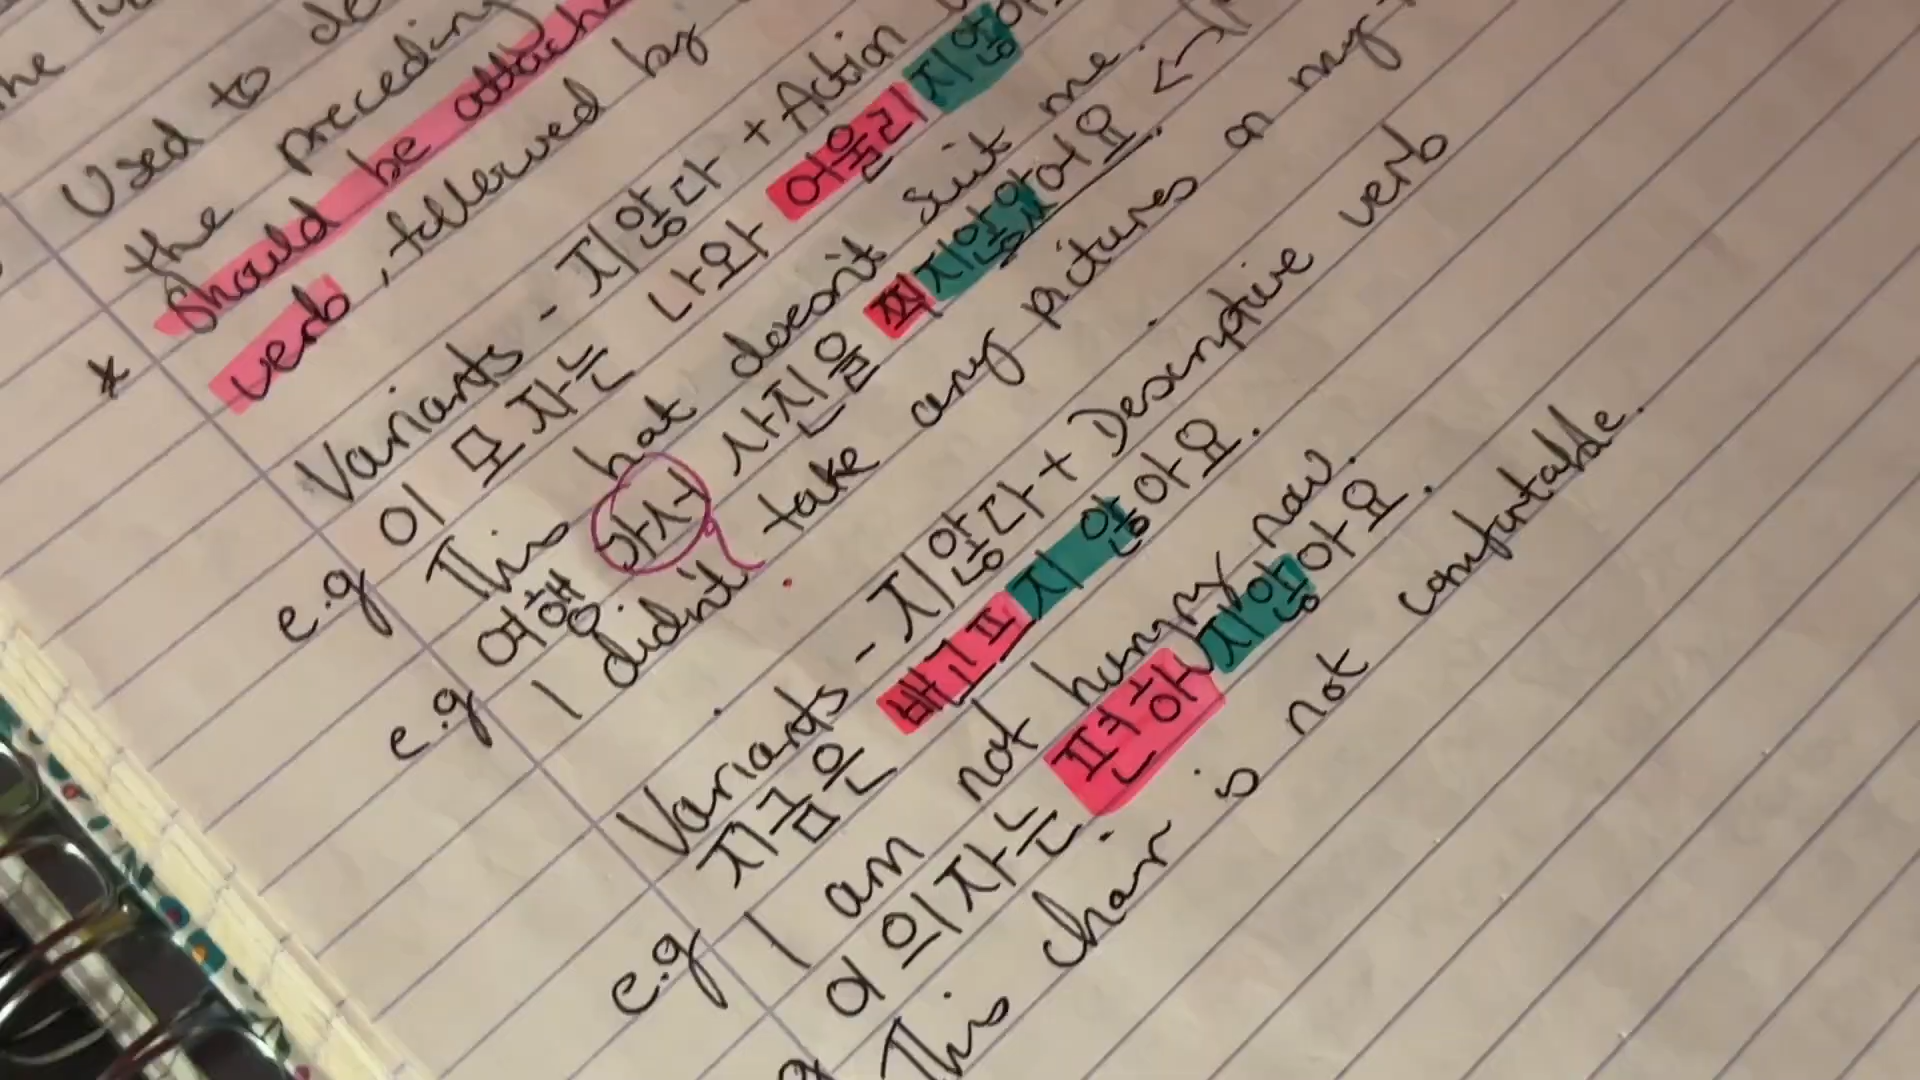 the
Used to
the preceding
* should be attach
verb, followed by
Variants - 지않다 + Action
e.g 이 모자는 나와 어울리지않아
This hat doesn't suit me.
e.g 여행 가서 사진을 찍지않았어요.
I didn't take any pictures on my
Variants - 지않다 + Descriptive verb
e.g 지금은 배고프지 않아요.
I am not hungry now.
이 의자는 편하지않아요.
This chair is not comfortable.